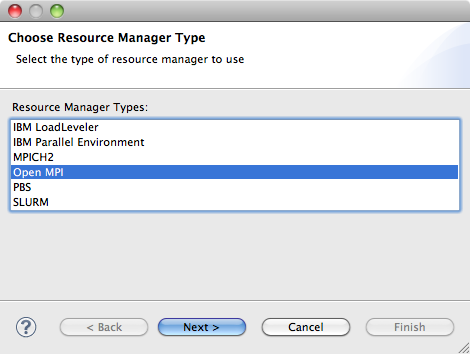 Choose Resource Manager Type
Select the type of resource manager to use
Resource Manager Types:
IBM LoadLeveler
IBM Parallel Environment
MPICH2
Open MPI
PBS
SLURM
?
< Back
Next >
Cancel
Finish